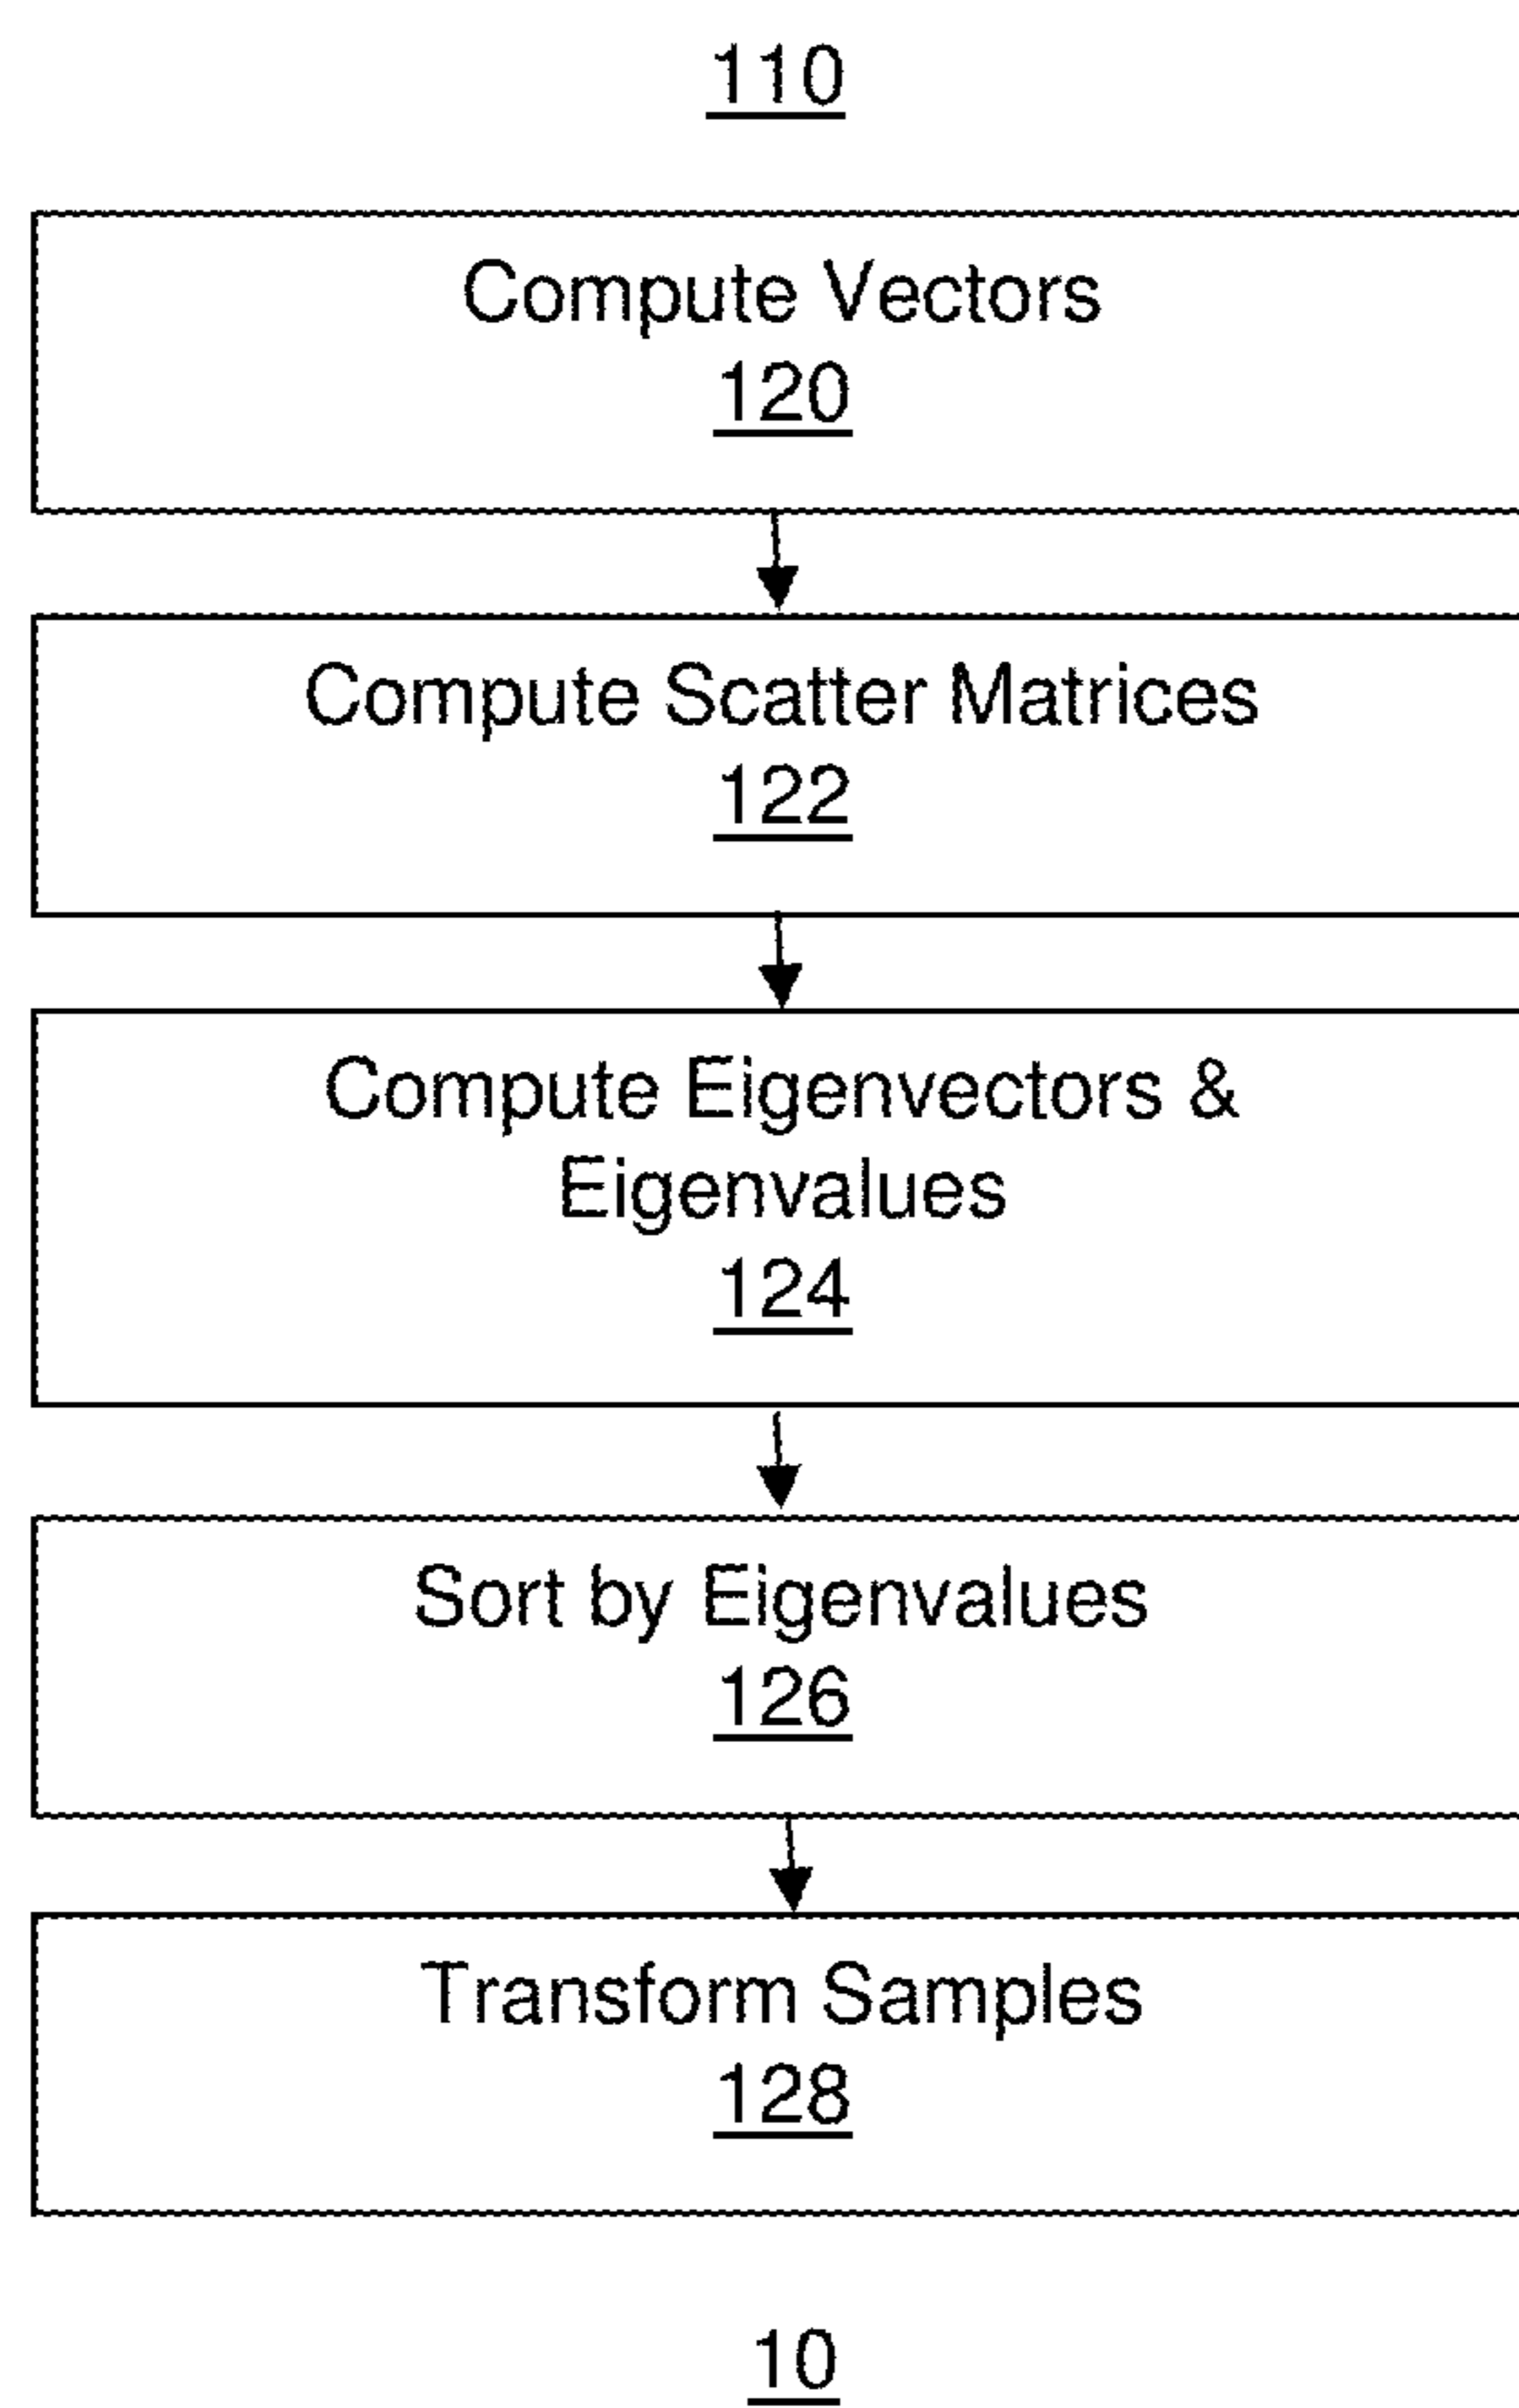 110
Compute Vectors
120
Compute Scatter Matrices
122
Compute Eigenvectors &
Eigenvalues
124
Sort by Eigenvalues
126
Transform Samples
128
10